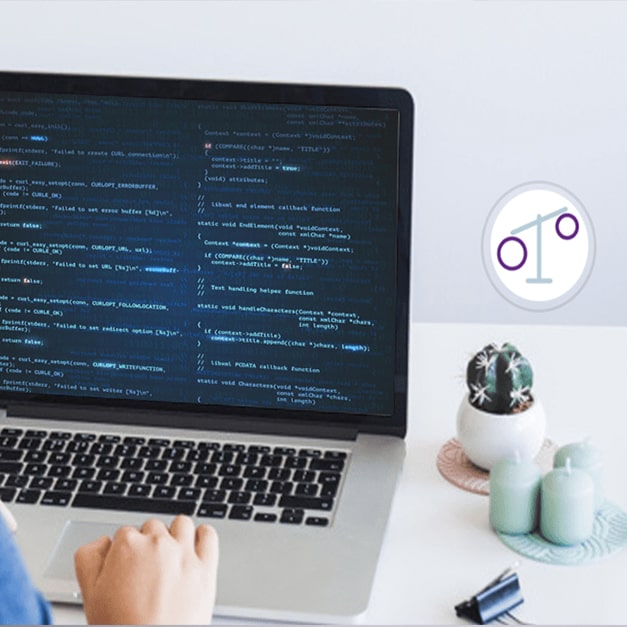 code = curl_easy_init();
(conn == NULL)
fprintf(stderr, "Failed to create CURL connection\n");
exit(EXIT_FAILURE);
code = curl_easy_setopt(conn, CURLOPT_ERRORBUFFER,
errorBuffer);
if (code != CURLE_OK)
fprintf(stderr, "Failed to set error buffer [%d]\n",
return false;
code = curl_easy_setopt(conn, CURLOPT_URL, url);
if (code != CURLE_OK)
fprintf(stderr, "Failed to set URL [%s]\n", errorBuff
return false;
code = curl_easy_setopt(conn, CURLOPT_FOLLOWLOCATION,
if (code != CURLE_OK)
fprintf(stderr, "Failed to set redirect option [%s]\n",
return false;
code = curl_easy_setopt(conn, CURLOPT_WRITEFUNCTION,
if (code != CURLE_OK)
fprintf(stderr, "Failed to set writer [%s]\n",
static void StartElement(void *voidContext,
const xmlChar *name,
const xmlChar **attributes)
Context *context = (Context *)voidContext;
if (COMPARE((char *)name, "TITLE"))
{
context->title = "";
context->addTitle = true;
}
(void) attributes;
//
// libxml end element callback function
//
static void EndElement(void *voidContext,
const xmlChar *name)
Context *context = (Context *)voidContext;
if (COMPARE((char *)name, "TITLE"))
context->addTitle = false;
//
// Text handling helper function
//
static void handleCharacters(Context *context,
const xmlChar *chars,
int length)
if (context->addTitle)
context->title.append((char *)chars, length);
//
// libxml PCDATA callback function
//
static void Characters(void *voidContext,
const xmlChar *chars,
int length)